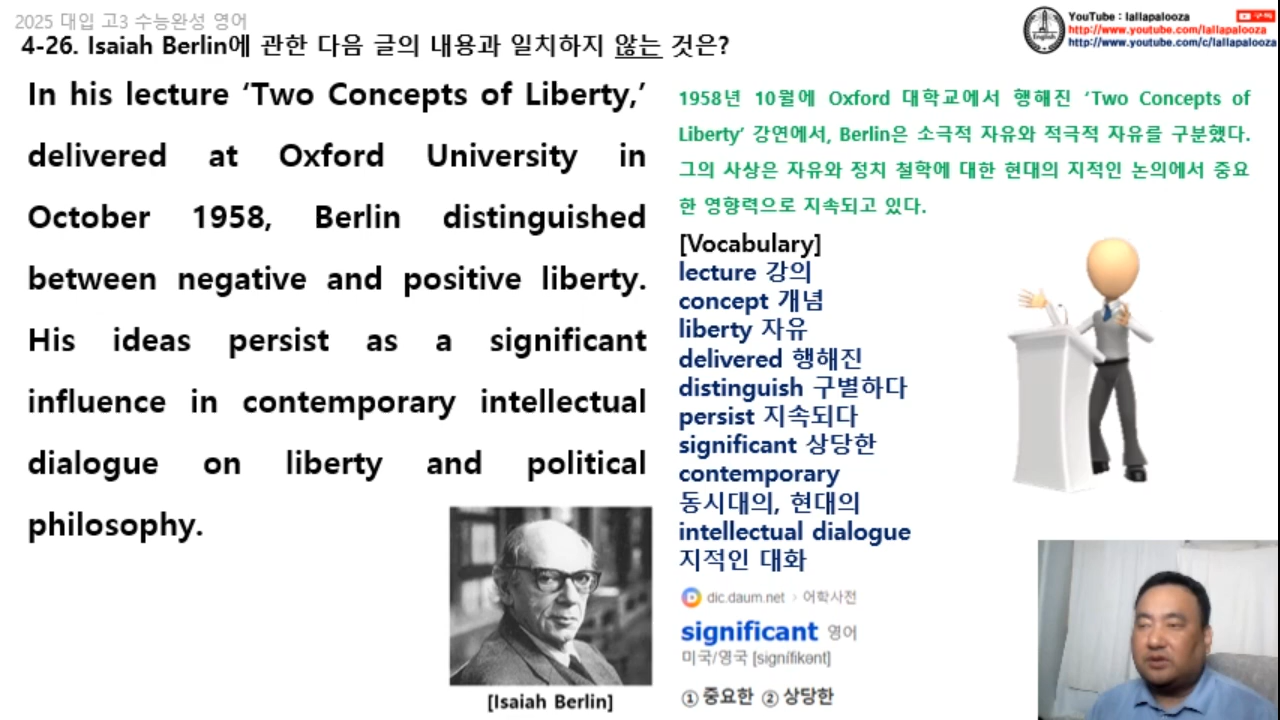 2025 대입 고3 수능완성 영어
4-26. Isaiah Berlin에 관한 다음 글의 내용과 일치하지 않는 것은?
YouTube : lallapalooza
http://www.youtube.com/lallapalooza
http://www.youtube.com/c/lallapalooza
In his lecture ‘Two Concepts of Liberty,’
delivered at Oxford University in
October 1958, Berlin distinguished
between negative and positive liberty.
His ideas persist as a significant
influence in contemporary intellectual
dialogue on liberty and political
philosophy.
[Isaiah Berlin]
1958년 10월에 Oxford 대학교에서 행해진 ‘Two Concepts of
Liberty’ 강연에서, Berlin은 소극적 자유와 적극적 자유를 구분했다.
그의 사상은 자유와 정치 철학에 대한 현대의 지적인 논의에서 중요
한 영향력으로 지속되고 있다.
[Vocabulary]
lecture 강의
concept 개념
liberty 자유
delivered 행해진
distinguish 구별하다
persist 지속되다
significant 상당한
contemporary
동시대의, 현대의
intellectual dialogue
지적인 대화
dic.daum.net › 어학사전
significant 영어
미국/영국 [signífikənt]
① 중요한 ② 상당한